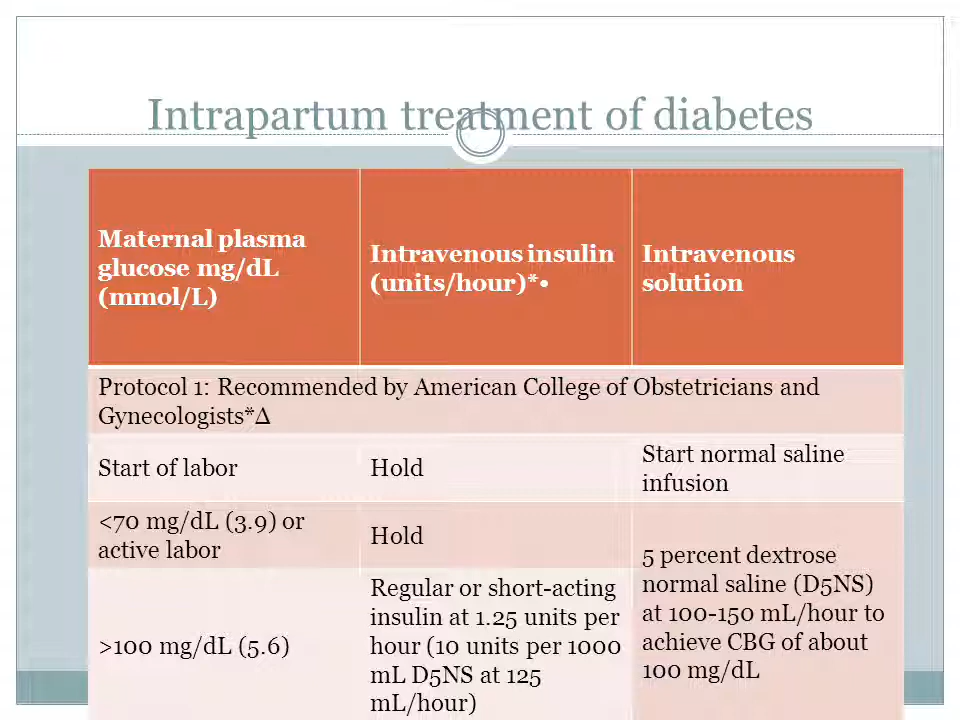 Intrapartum treatment of diabetes
Maternal plasma
glucose mg/dL
(mmol/L)
Intravenous insulin
(units/hour)*•
Intravenous
solution
Protocol 1: Recommended by American College of Obstetricians and
Gynecologists*Δ
Start of labor
Hold
Start normal saline
infusion
<70 mg/dL (3.9) or
active labor
Hold
5 percent dextrose
normal saline (D5NS)
at 100-150 mL/hour to
achieve CBG of about
100 mg/dL
>100 mg/dL (5.6)
Regular or short-acting
insulin at 1.25 units per
hour (10 units per 1000
mL D5NS at 125
mL/hour)